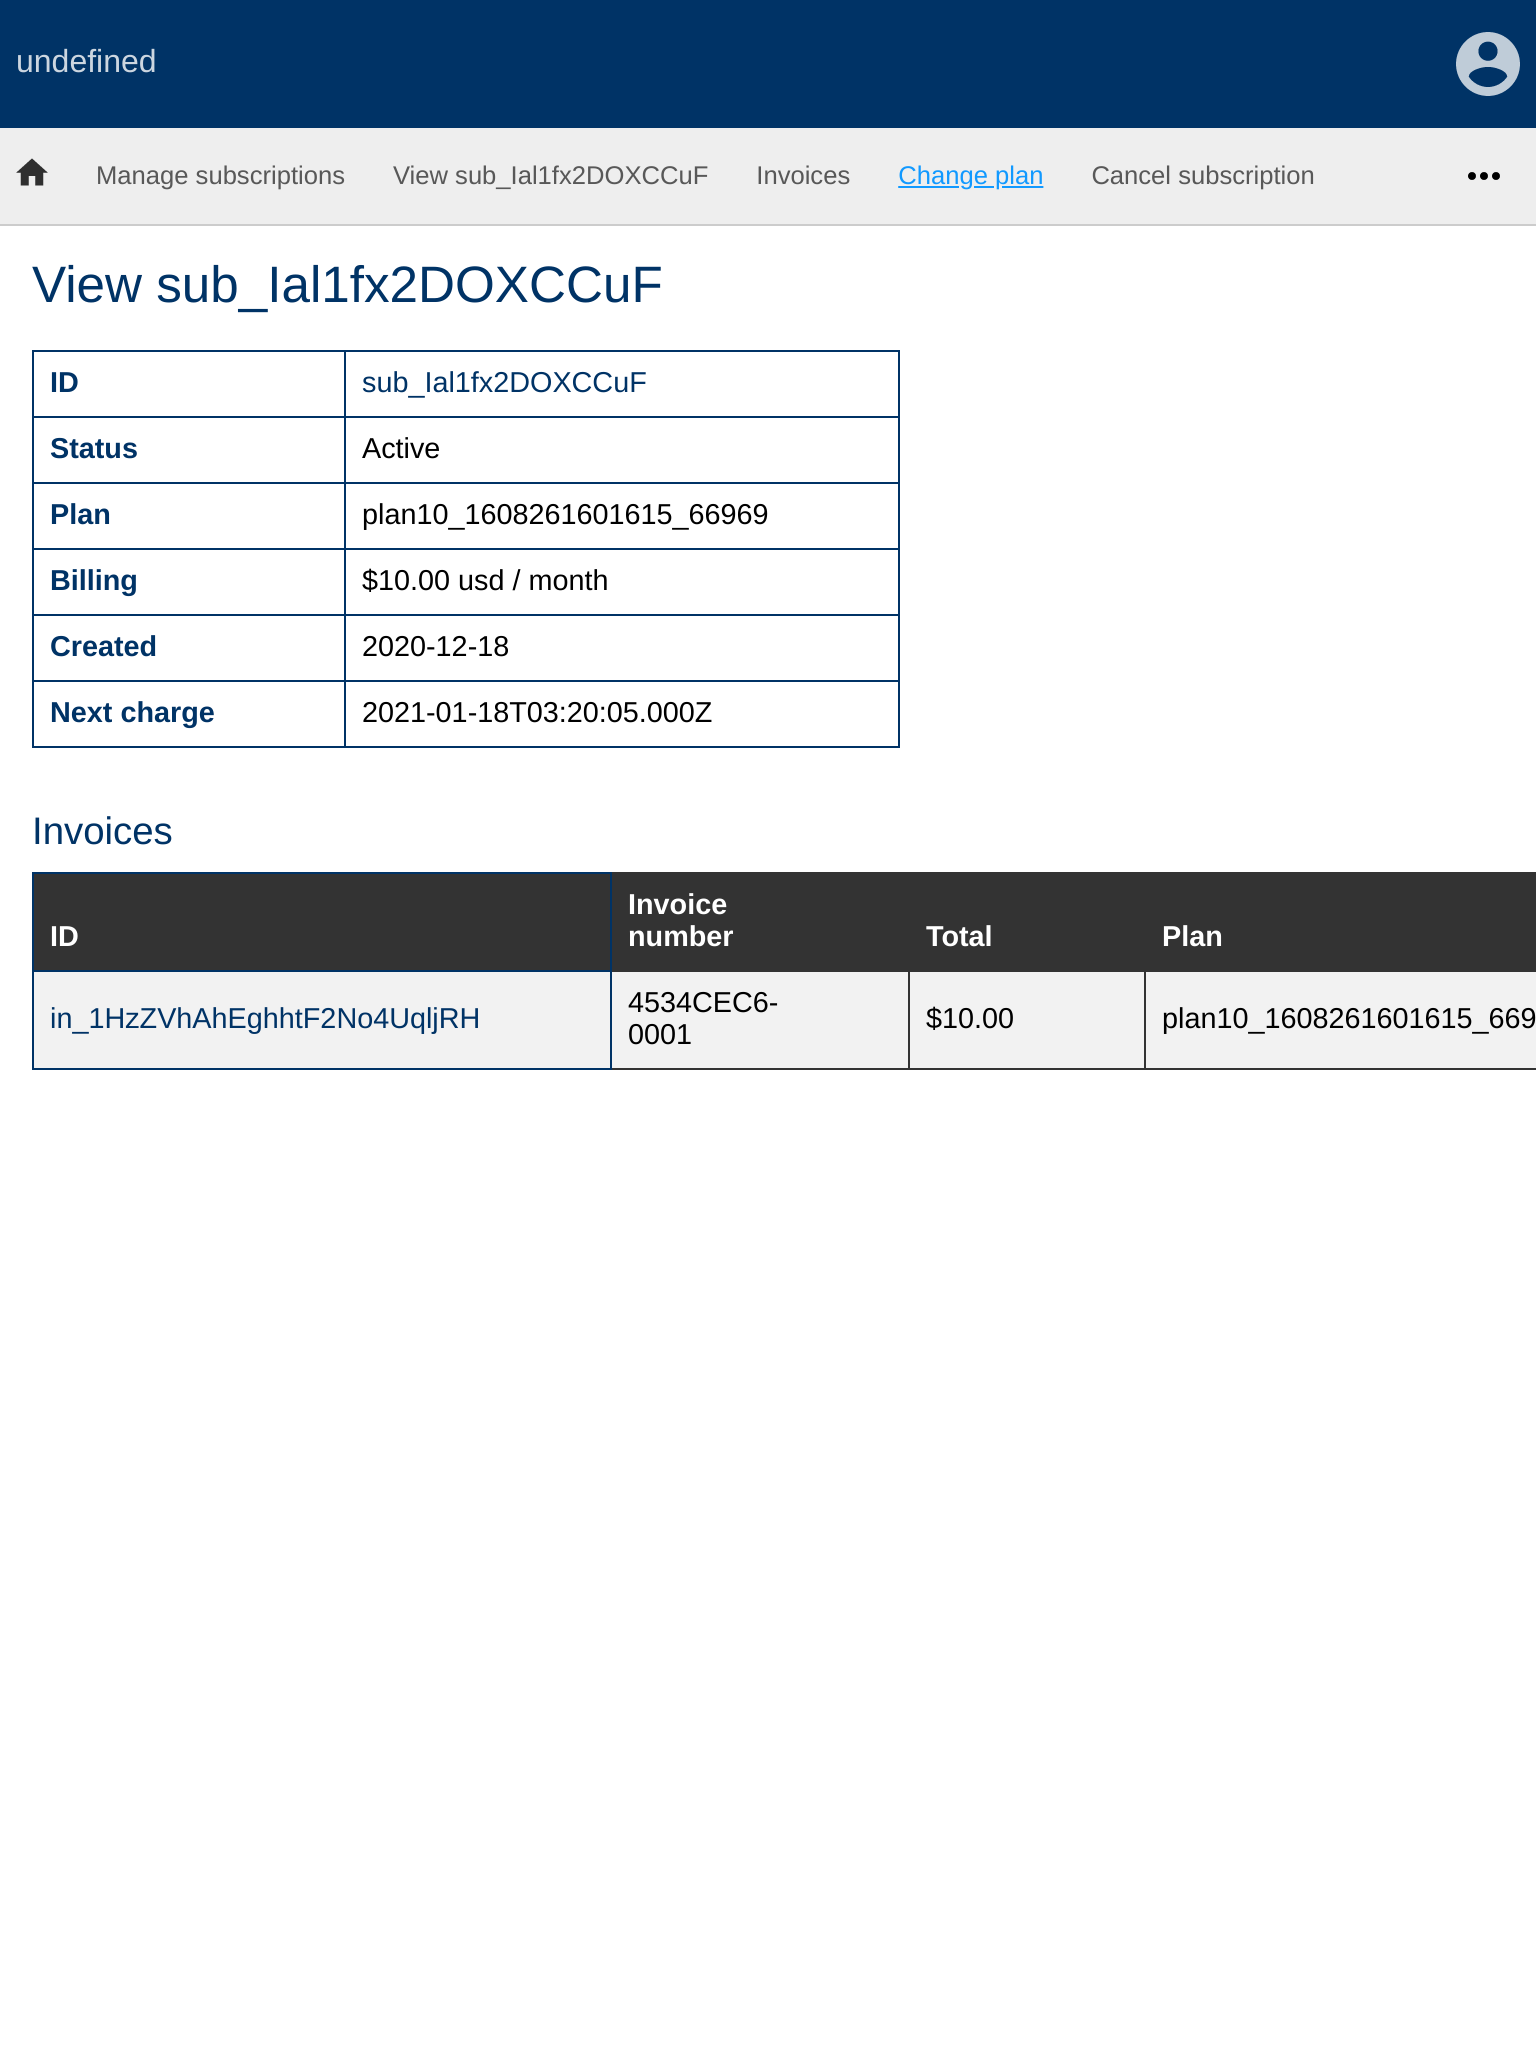 undefined
Manage subscriptions View sub_Ial1fx2DOXCCuF Invoices Change plan Cancel subscription
View sub_Ial1fx2DOXCCuF
ID sub_Ial1fx2DOXCCuF
Status Active
Plan plan10_1608261601615_66969
Billing $10.00 usd / month
Created 2020-12-18
Next charge 2021-01-18T03:20:05.000Z
Invoices
ID Invoice number Total Plan
in_1HzZVhAhEghhtF2No4UqljRH 4534CEC6-0001 $10.00 plan10_1608261601615_669